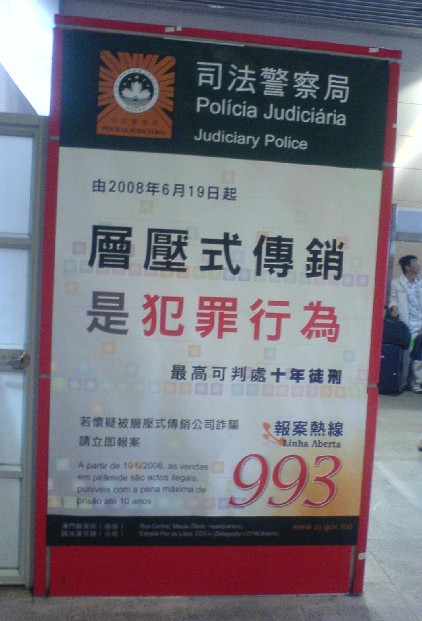 司法警察局
Polícia Judiciária
Judiciary Police
由2008年6月19日起
層壓式傳銷
是犯罪行為
最高可判處十年徒刑
若懷疑被層壓式傳銷公司詐騙
請立即報案
報案熱線
Linha Aberta
993
A partir de 19/6/2008, as vendas
em pirâmide são actos ilegais,
puníveis com a pena máxima de
prisão até 10 anos
Rua Central, Macau
www.pj.gov.mo